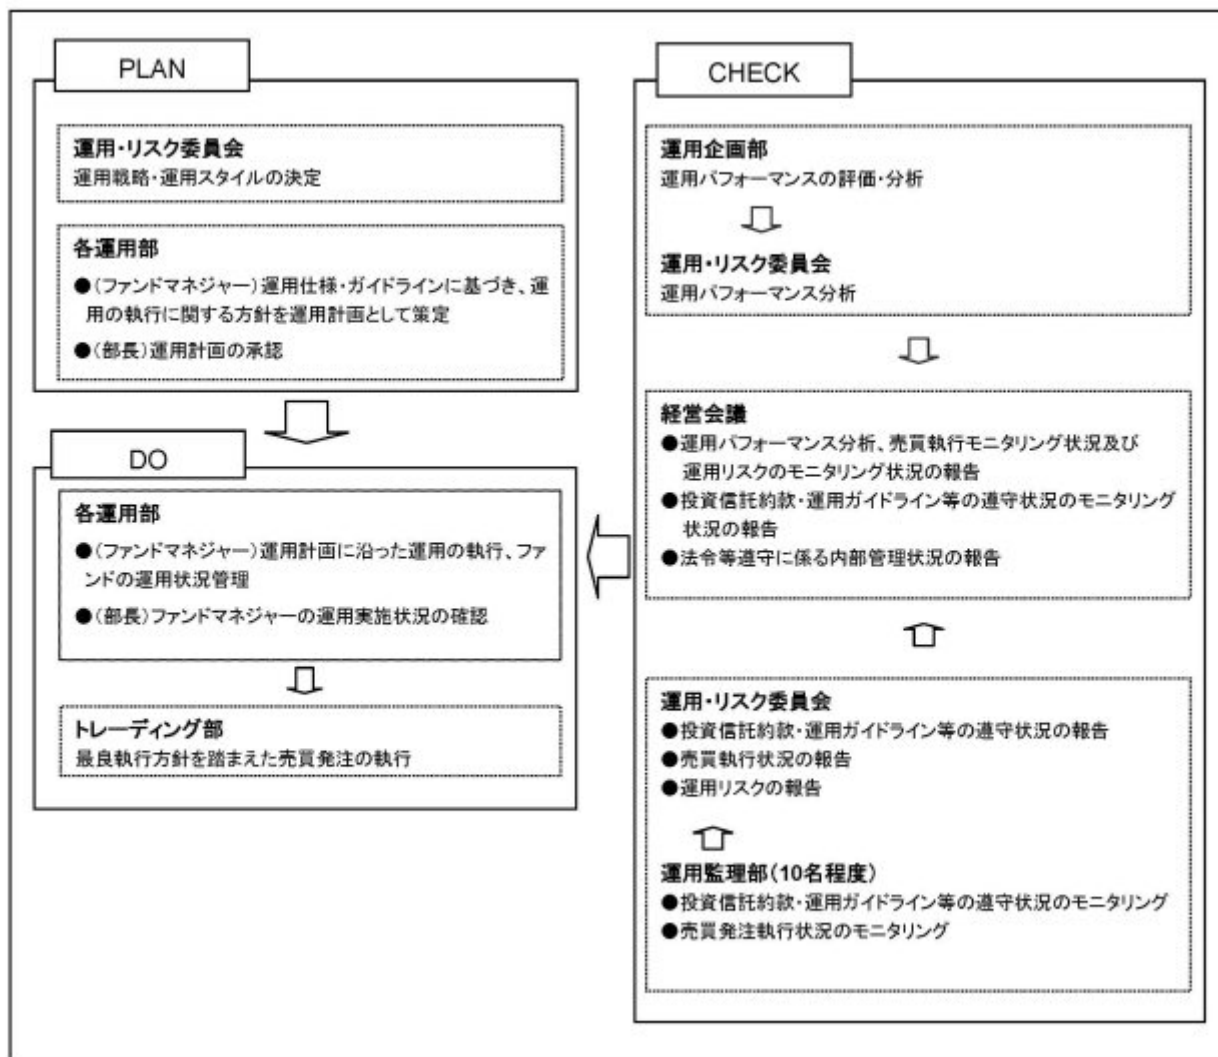 PLAN
運用・リスク委員会
運用戦略・運用スタイルの決定
各運用部
●(ファンドマネジャー)運用仕様・ガイドラインに基づき、運
用の執行に関する方針を運用計画として策定
●(部長)運用計画の承認
DO
各運用部
●(ファンドマネジャー)運用計画に沿った運用の執行、ファ
ンドの運用状況管理
●(部長)ファンドマネジャーの運用実施状況の確認
トレーディング部
最良執行方針を踏まえた売買発注の執行
CHECK
運用企画部
運用パフォーマンスの評価・分析
運用・リスク委員会
運用パフォーマンス分析
経営会議
●運用パフォーマンス分析、売買執行モニタリング状況及び
運用リスクのモニタリング状況の報告
●投資信託約款・運用ガイドライン等の遵守状況のモニタリング
状況の報告
●法令等遵守に係る内部管理状況の報告
運用・リスク委員会
●投資信託約款・運用ガイドライン等の遵守状況の報告
●売買執行状況の報告
●運用リスクの報告
運用監理部(10名程度)
●投資信託約款・運用ガイドライン等の遵守状況のモニタリング
●売買発注執行状況のモニタリング